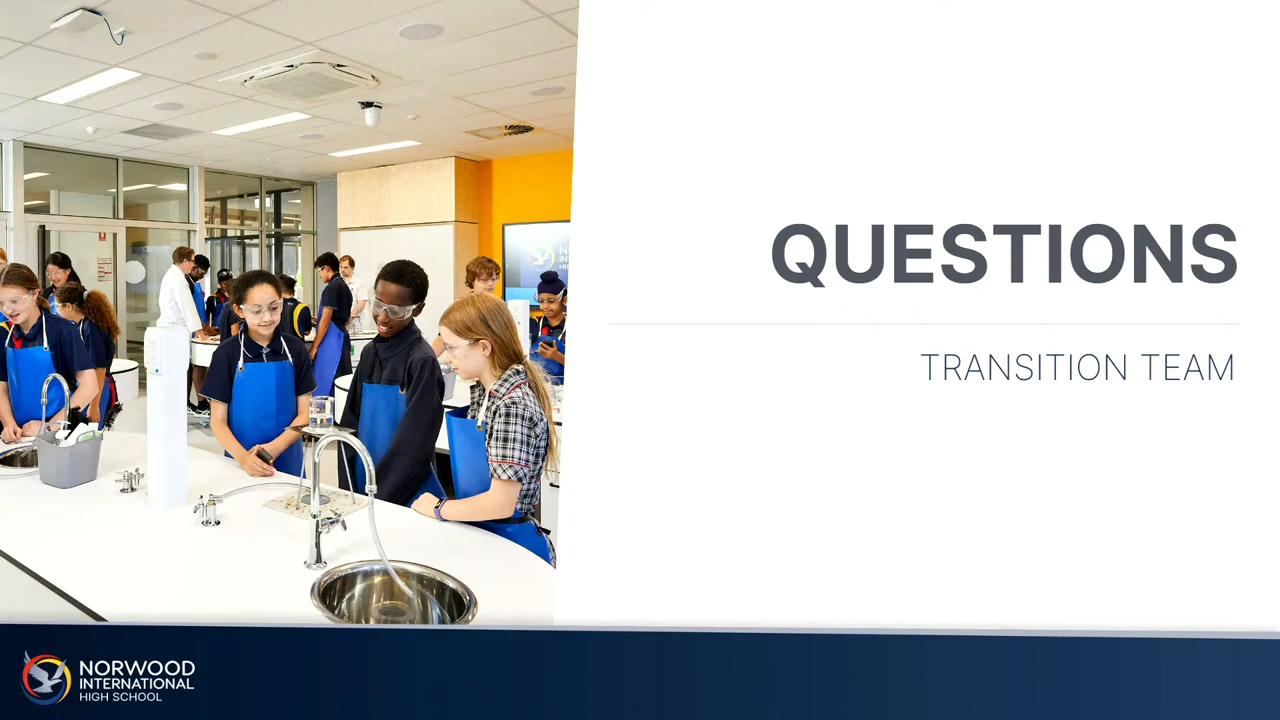 QUESTIONS
TRANSITION TEAM
NORWOOD
INTERNATIONAL
HIGH SCHOOL